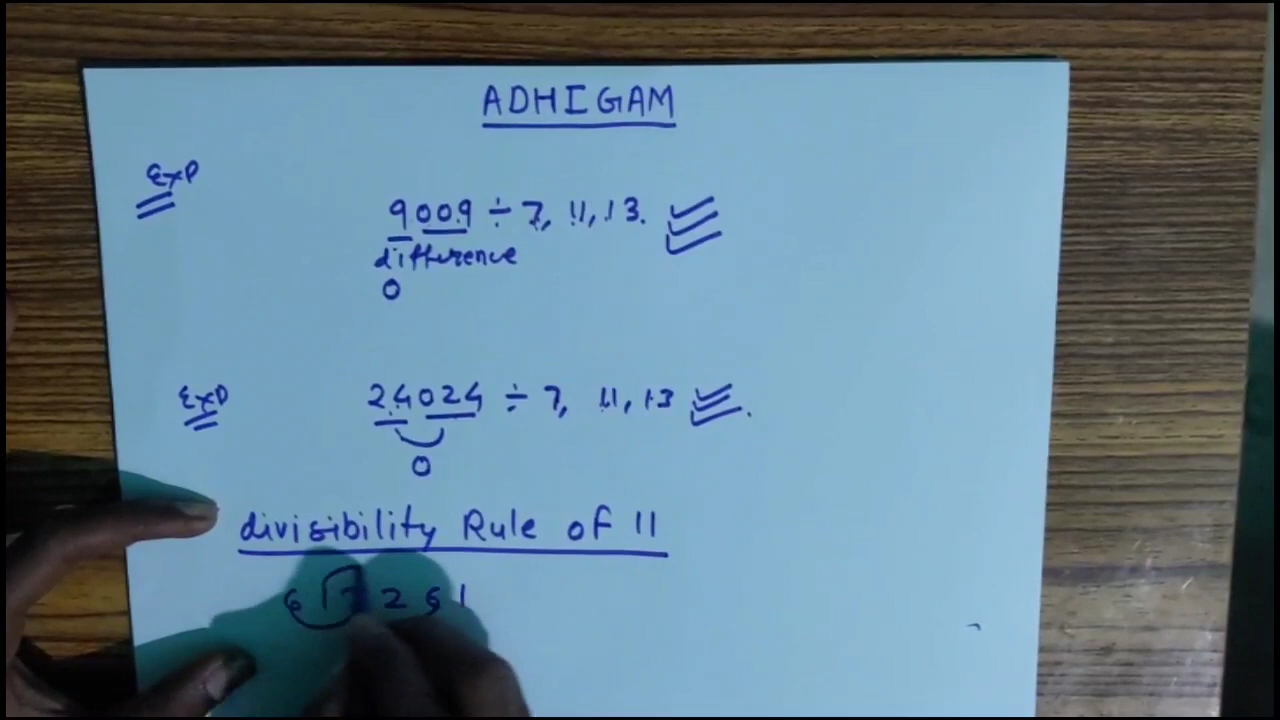 ADHIGAM
Exp
9009 ÷ 7, 11, 13.
difference
0
Exp
24024 ÷ 7, 11, 13.
0
divisibility Rule of 11